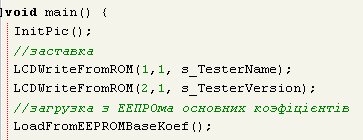 void main() {
InitPic();
//заставка
LCDWriteFromROM(1,1, s_TesterName);
LCDWriteFromROM(2,1, s_TesterVersion);
//загрузка з ЕЕПРОма основних коефіцієнтів
LoadFromEEPROMBaseKoef();